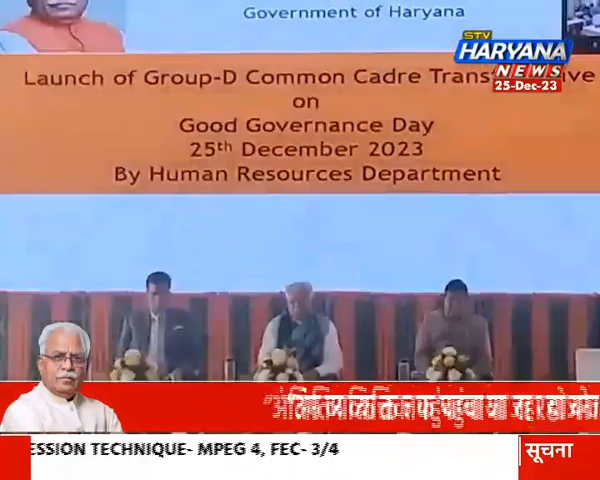 Government of Haryana
STV
HARYANA
NEWS
25-Dec-23
Launch of Group-D Common Cadre
on
Good Governance Day
25th December 2023
By Human Resources Department
ESSION TECHNIQUE- MPEG 4, FEC- 3/4
सूचना